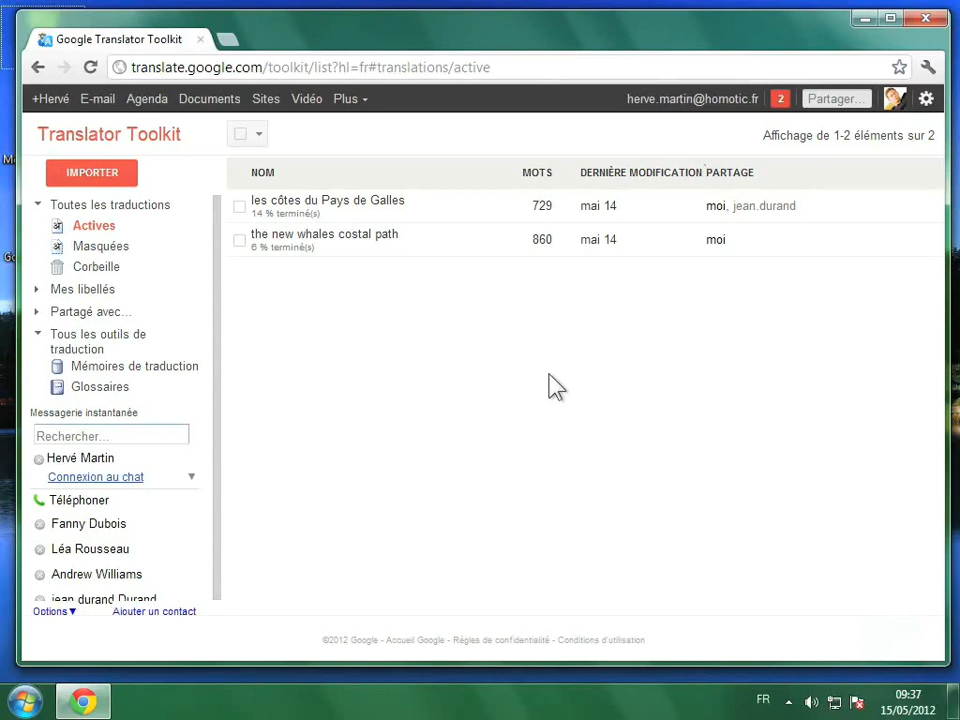 Google Translator Toolkit
translate.google.com/toolkit/list?hl=fr#translations/active
+Hervé E-mail Agenda Documents Sites Vidéo Plus herve.martin@homotic.fr 2 Partager...
Translator Toolkit
Affichage de 1-2 éléments sur 2
IMPORTER
NOM MOTS DERNIÈRE MODIFICATION PARTAGE
Toutes les traductions
les côtes du Pays de Galles 729 mai 14 moi, jean.durand
14 % terminé(s)
Actives
the new whales costal path 860 mai 14 moi
6 % terminé(s)
Masquées
Corbeille
Mes libellés
Partagé avec...
Tous les outils de
traduction
Mémoires de traduction
Glossaires
Messagerie instantanée
Rechercher...
Hervé Martin
Connexion au chat
Téléphoner
Fanny Dubois
Léa Rousseau
Andrew Williams
jean.durand Durand
Options Ajouter un contact
©2012 Google - Accueil Google - Règles de confidentialité - Conditions d'utilisation
FR 09:37
15/05/2012